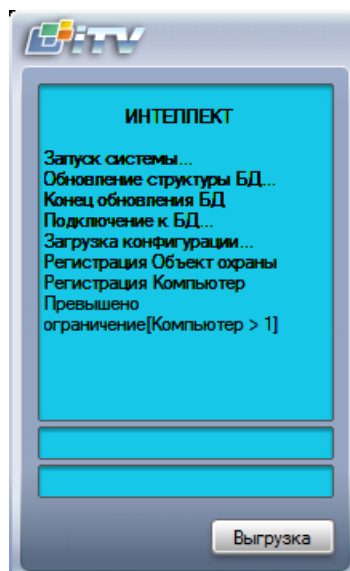 iTV
ИНТЕЛЛЕКТ
Запуск системы...
Обновление структуры БД...
Конец обновления БД
Подключение к БД...
Загрузка конфигурации...
Регистрация Объект охраны
Регистрация Компьютер
Превышено
ограничение[Компьютер > 1]
Выгрузка